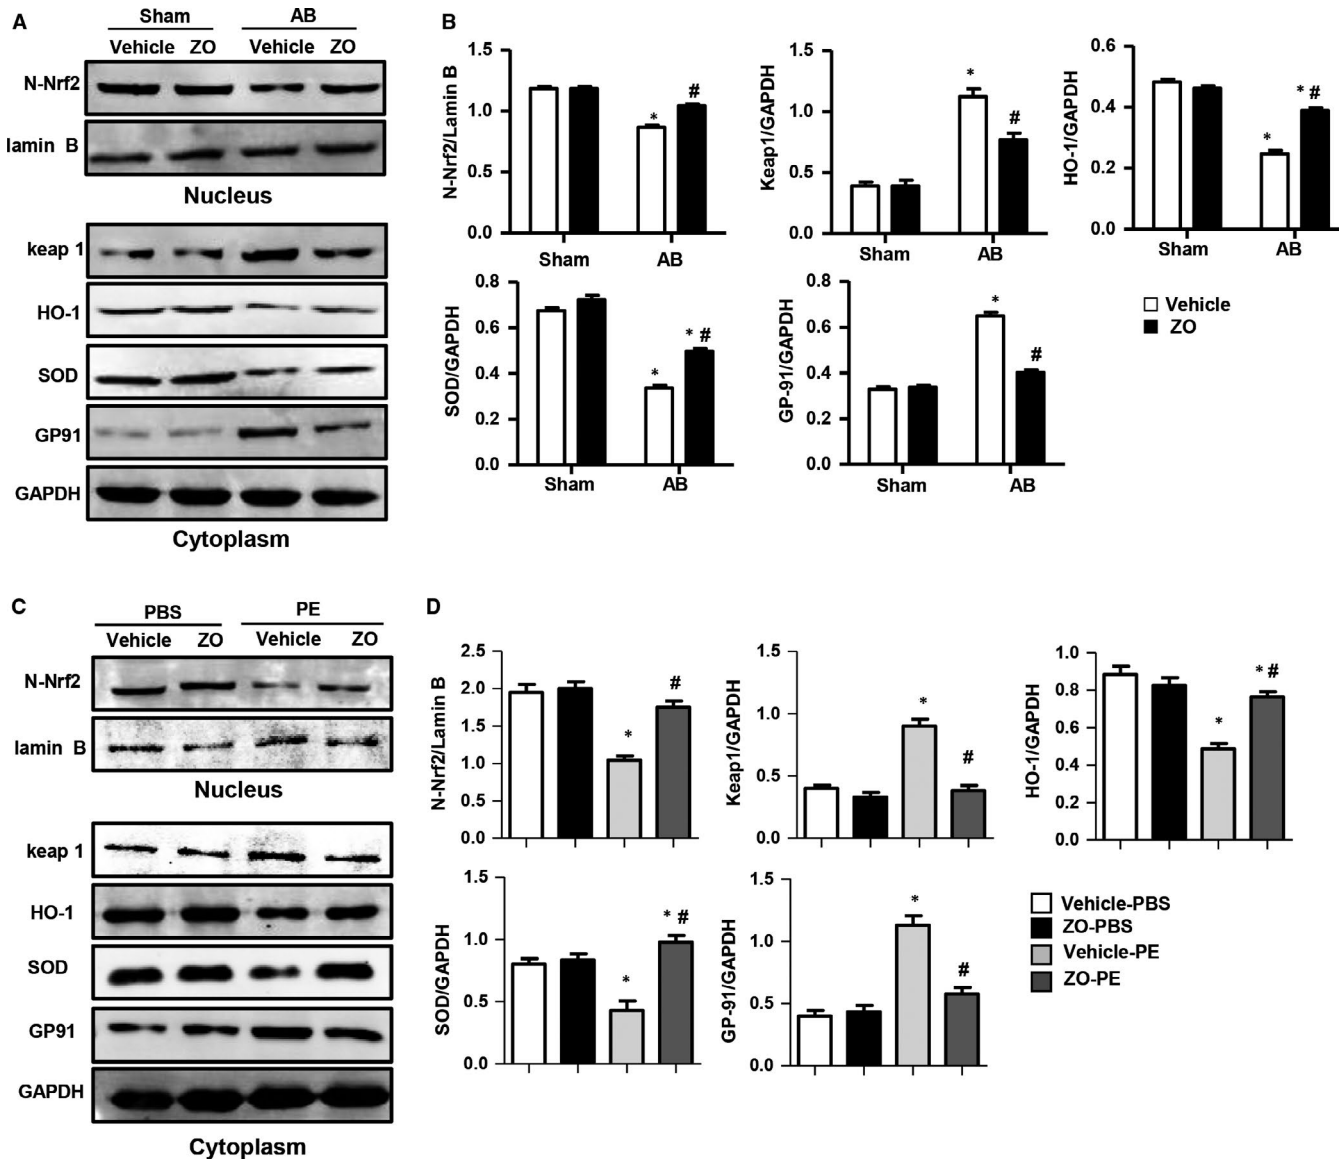 A
Sham AB
Vehicle ZO Vehicle ZO
N-Nrf2
lamin B
Nucleus
keap 1
HO-1
SOD
GP91
GAPDH
Cytoplasm
B
N-Nrf2/Lamin B
1.5
1.0
0.5
0.0
* #
Sham AB
Keap1/GAPDH
1.5
1.0
0.5
0.0
* #
Sham AB
HO-1/GAPDH
0.6
0.4
0.2
0.0
* * #
Sham AB
SOD/GAPDH
0.8
0.6
0.4
0.2
0.0
* * #
Sham AB
GP-91/GAPDH
0.8
0.6
0.4
0.2
0.0
* #
Sham AB
Vehicle
ZO
C
PBS PE
Vehicle ZO Vehicle ZO
N-Nrf2
lamin B
Nucleus
keap 1
HO-1
SOD
GP91
GAPDH
Cytoplasm
D
N-Nrf2/Lamin B
2.5
2.0
1.5
1.0
0.5
0.0
* #
Keap1/GAPDH
1.5
1.0
0.5
0.0
* #
HO-1/GAPDH
1.0
0.8
0.6
0.4
0.2
0.0
* * #
SOD/GAPDH
1.5
1.0
0.5
0.0
* * #
GP-91/GAPDH
1.5
1.0
0.5
0.0
* #
Vehicle-PBS
ZO-PBS
Vehicle-PE
ZO-PE